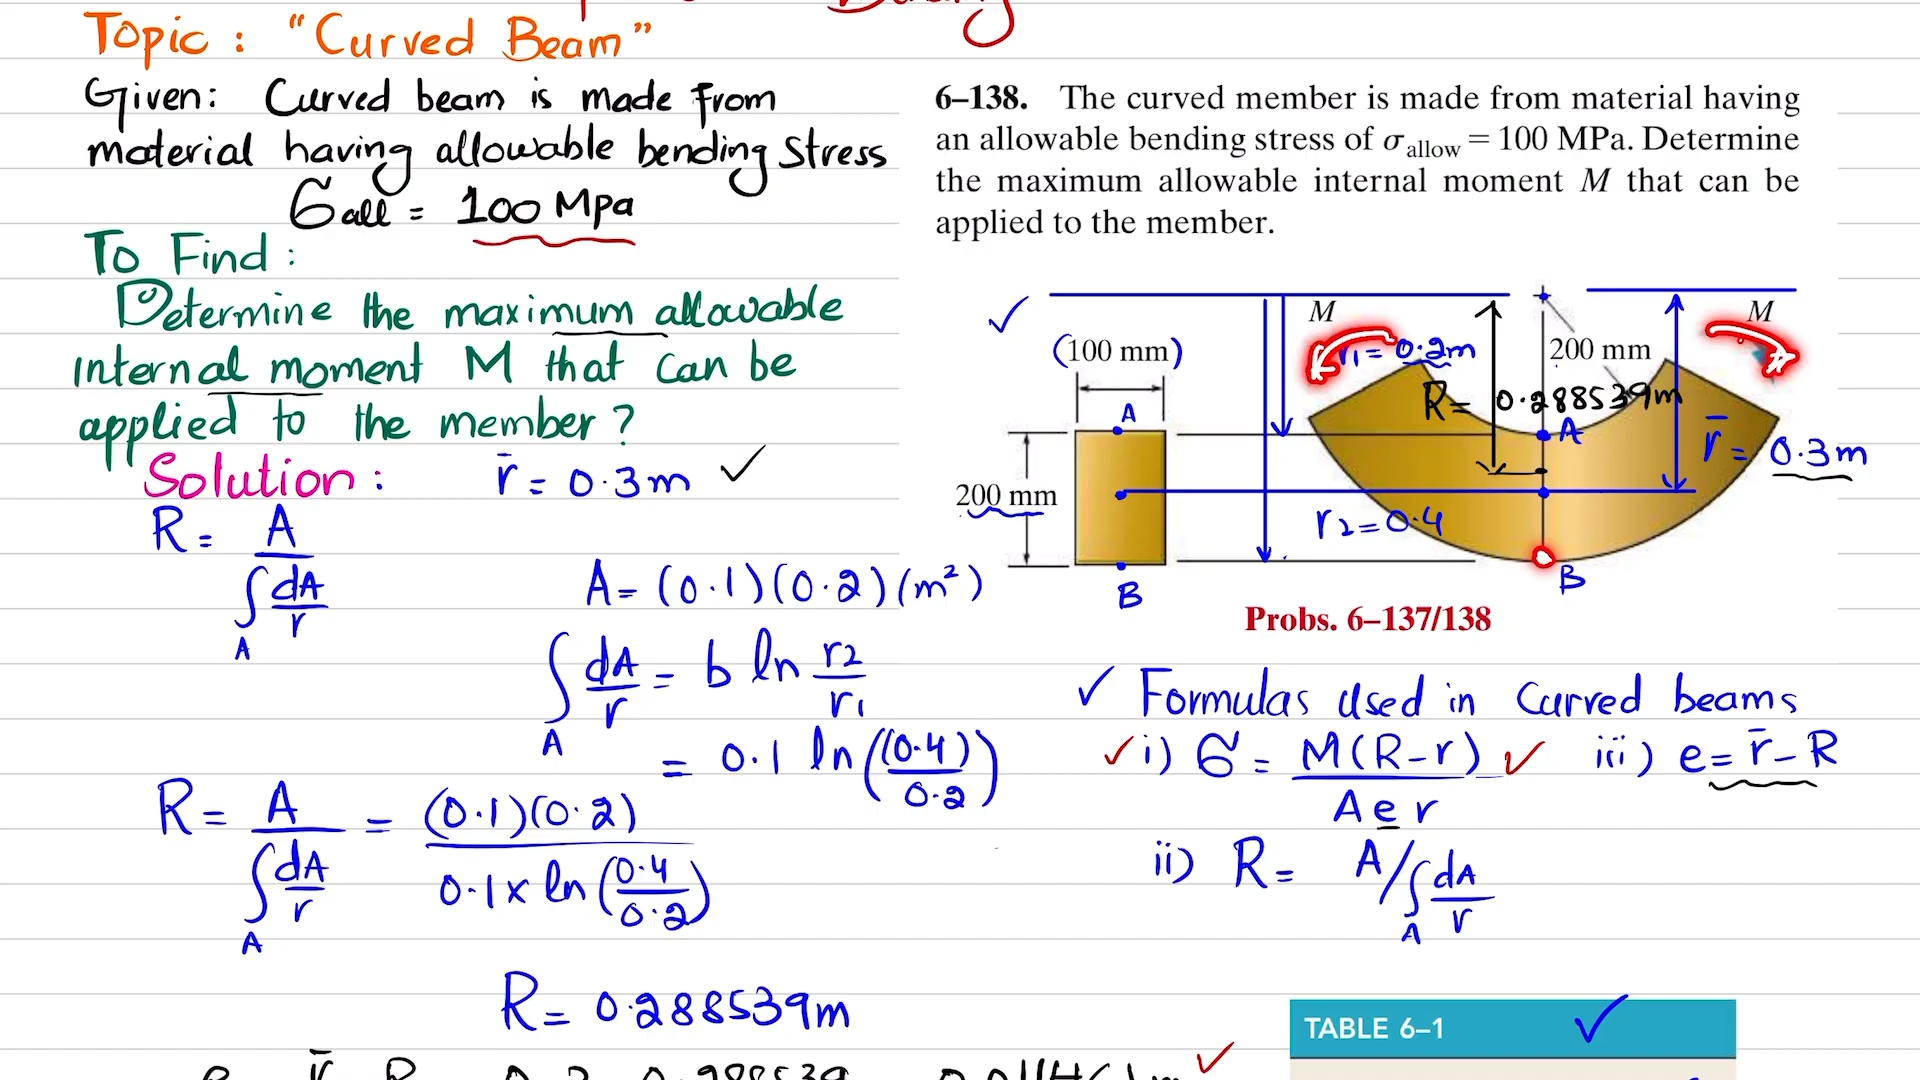 Bending
Topic : "Curved Beam"
Given: Curved beam is made from
material having allowable bending stress
σall = 100 MPa
To Find :
Determine the maximum allowable
internal moment M that can be
applied to the member ?
Solution : r̄ = 0.3m ✓
R = A / ∫A dA/r
A = (0.1)(0.2)(m²)
∫A dA/r = b ln r2/r1
= 0.1 ln((0.4)/0.2)
R = A / ∫A dA/r = (0.1)(0.2) / 0.1 x ln(0.4/0.2)
R = 0.288539m
6–138. The curved member is made from material having
an allowable bending stress of σallow = 100 MPa. Determine
the maximum allowable internal moment M that can be
applied to the member.
✓
M
M
(100 mm)
r1 = 0.2m
200 mm
R = 0.288539m
A
A
r̄ = 0.3m
200 mm
r2 = 0.4
B
B
Probs. 6–137/138
✓ Formulas used in Curved beams
✓ i) σ = M(R-r) / A e r ✓ iii) e = r̄ - R
ii) R = A / ∫A dA/r
TABLE 6–1 ✓